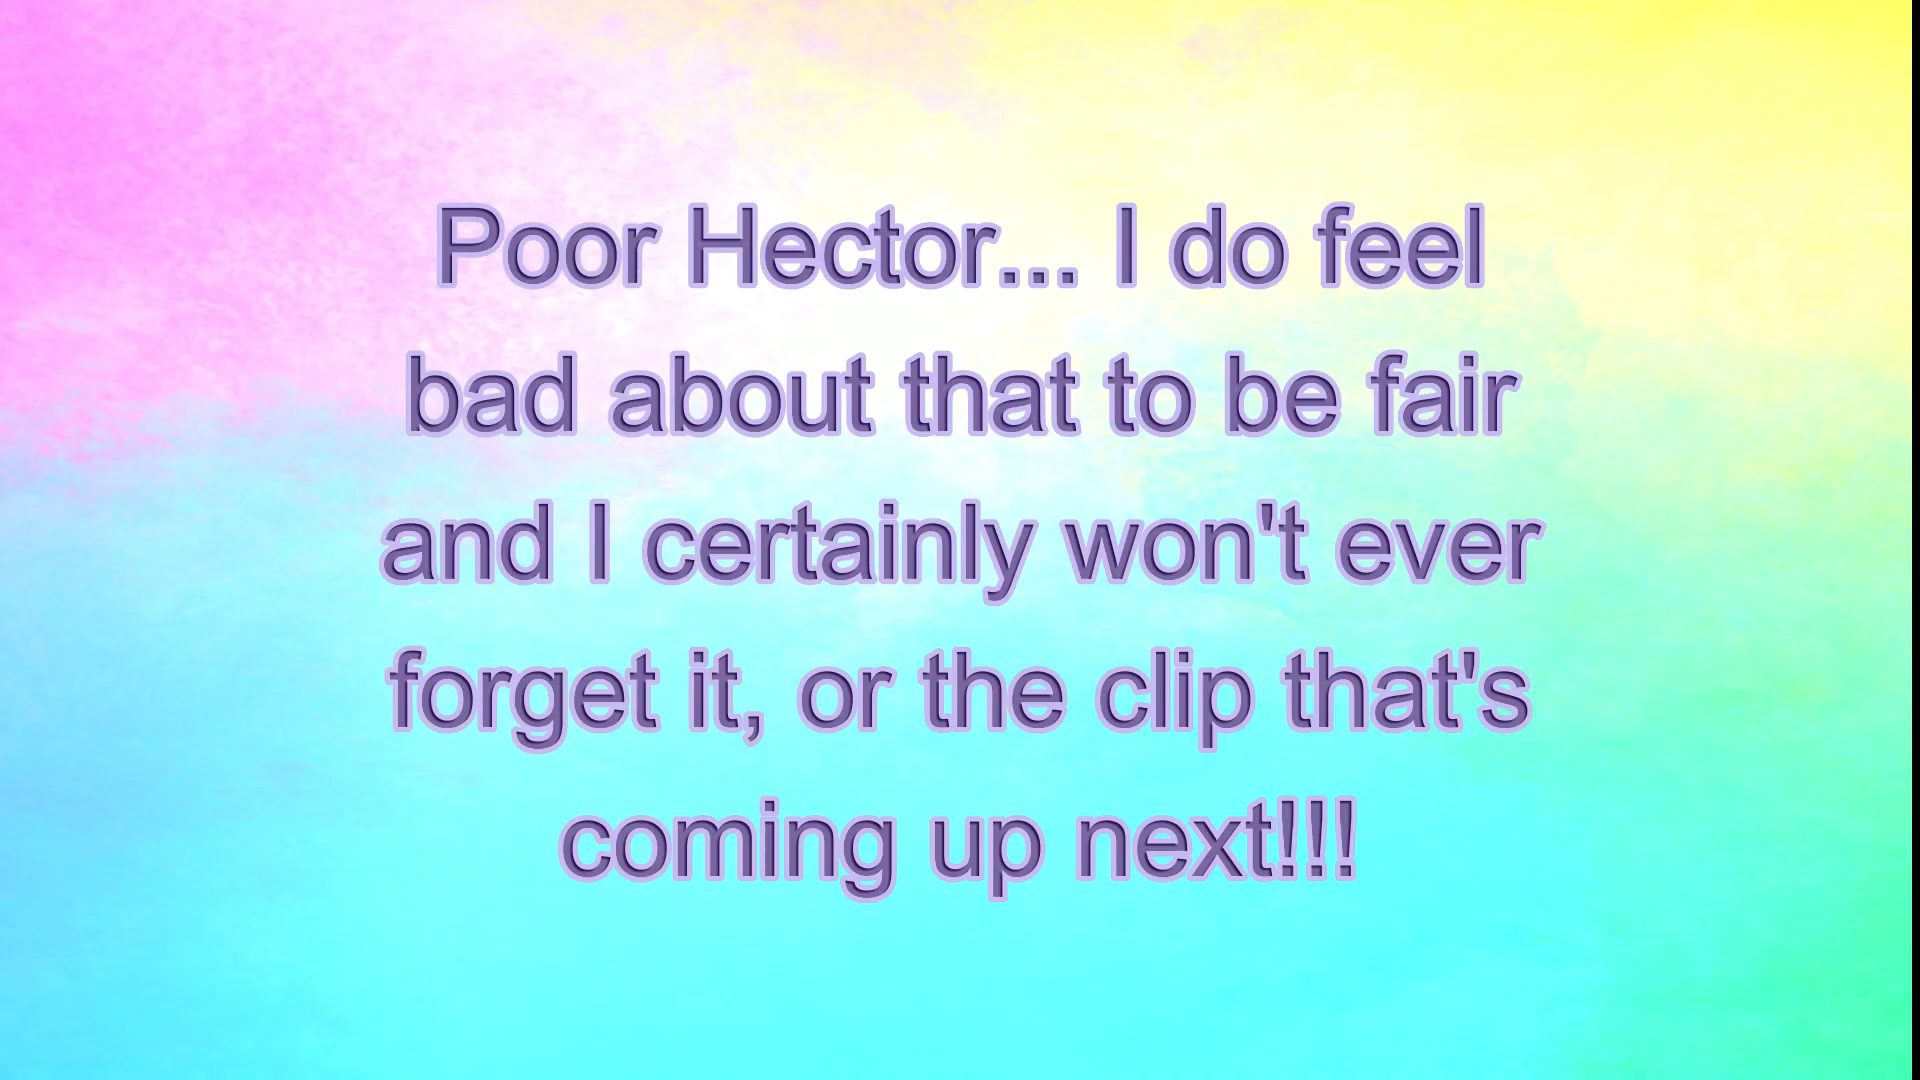 Poor Hector... I do feel
bad about that to be fair
and I certainly won't ever
forget it, or the clip that's
coming up next!!!